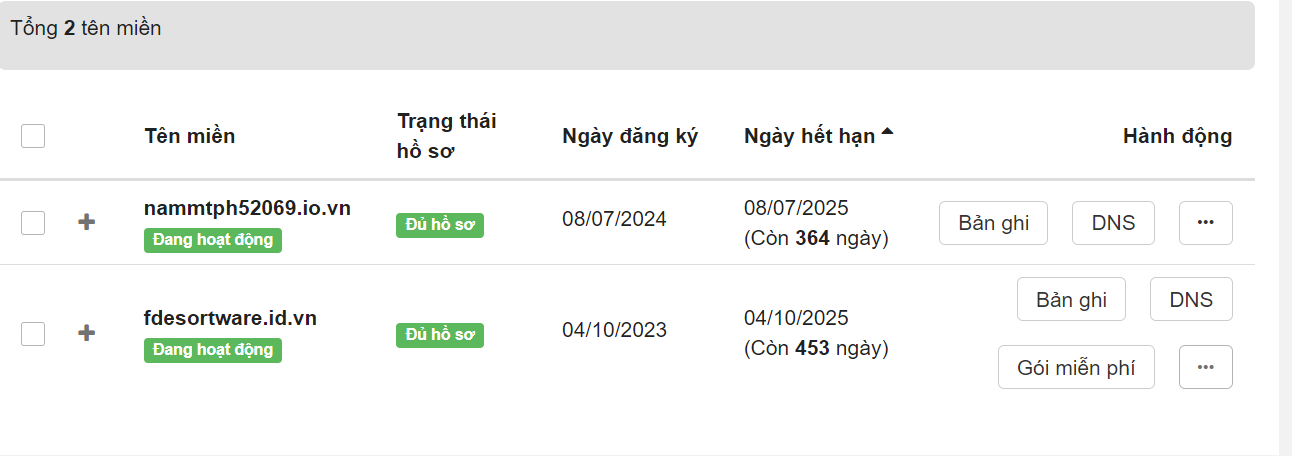 Tổng 2 tên miền
Tên miền
Trạng thái
hồ sơ
Ngày đăng ký
Ngày hết hạn
Hành động
nammtph52069.io.vn
Đang hoạt động
Đủ hồ sơ
08/07/2024
08/07/2025
(Còn 364 ngày)
Bản ghi
DNS
fdesortware.id.vn
Đang hoạt động
Đủ hồ sơ
04/10/2023
04/10/2025
(Còn 453 ngày)
Bản ghi
DNS
Gói miễn phí